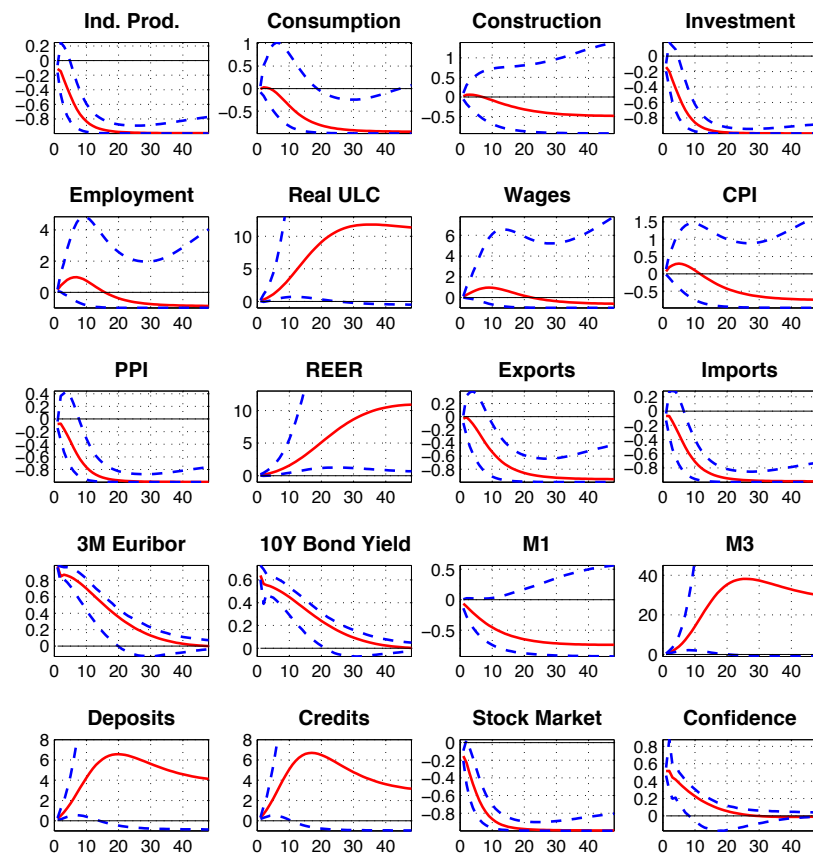 Ind. Prod. Consumption Construction Investment
0.2 1 1
0 0.5 0.5 0
−0.2 0 −0.2
−0.4 0 −0.4
−0.6 −0.5 −0.5 −0.6
−0.8 −0.8
0 10 20 30 40 0 10 20 30 40 0 10 20 30 40 0 10 20 30 40
Employment Real ULC Wages CPI
4 10 6 1.5
2 5 4 1
2 0.5
0 0 0 0
−0.5
0 10 20 30 40 0 10 20 30 40 0 10 20 30 40 0 10 20 30 40
PPI REER Exports Imports
0.4 10 0.2 0.2
0.2 0 0
0 5 −0.2 −0.2
−0.2 −0.4 −0.4
−0.4 −0.6 −0.6
−0.6 0 −0.8 −0.8
−0.8
0 10 20 30 40 0 10 20 30 40 0 10 20 30 40 0 10 20 30 40
3M Euribor 10Y Bond Yield M1 M3
0.8 0.6 0.5 40
0.6 0.4 0 20
0.4 0.2
0.2 −0.5
0 0 0
0 10 20 30 40 0 10 20 30 40 0 10 20 30 40 0 10 20 30 40
Deposits Credits Stock Market Confidence
8 8 0 0.8
6 6 −0.2 0.6
4 4 −0.4 0.4
2 2 −0.6 0.2
0 0 −0.8 0
0 10 20 30 40 0 10 20 30 40 0 10 20 30 40 0 10 20 30 40